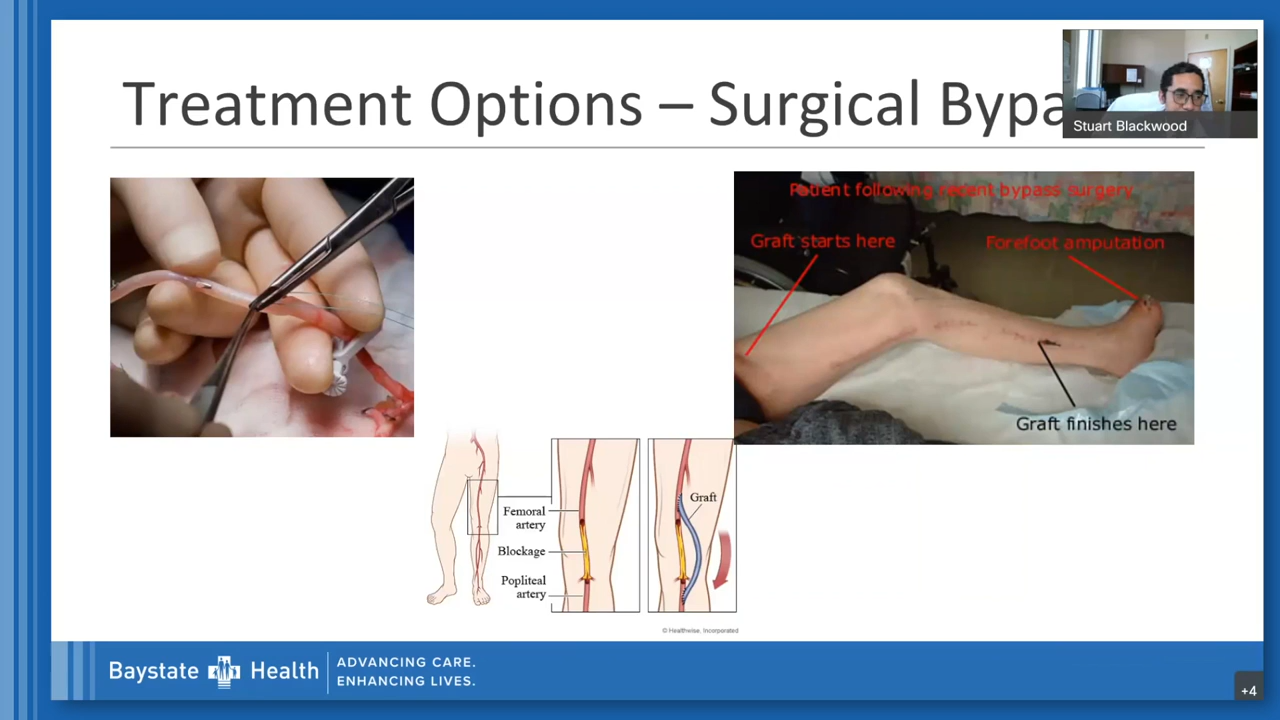 Treatment Options – Surgical Bypa
Stuart Blackwood
Patient following recent bypass surgery
Graft starts here
Forefoot amputation
Graft finishes here
Femoral
artery
Blockage
Popliteal
artery
Graft
© Healthwise, Incorporated
Baystate Health
ADVANCING CARE.
ENHANCING LIVES.
+4